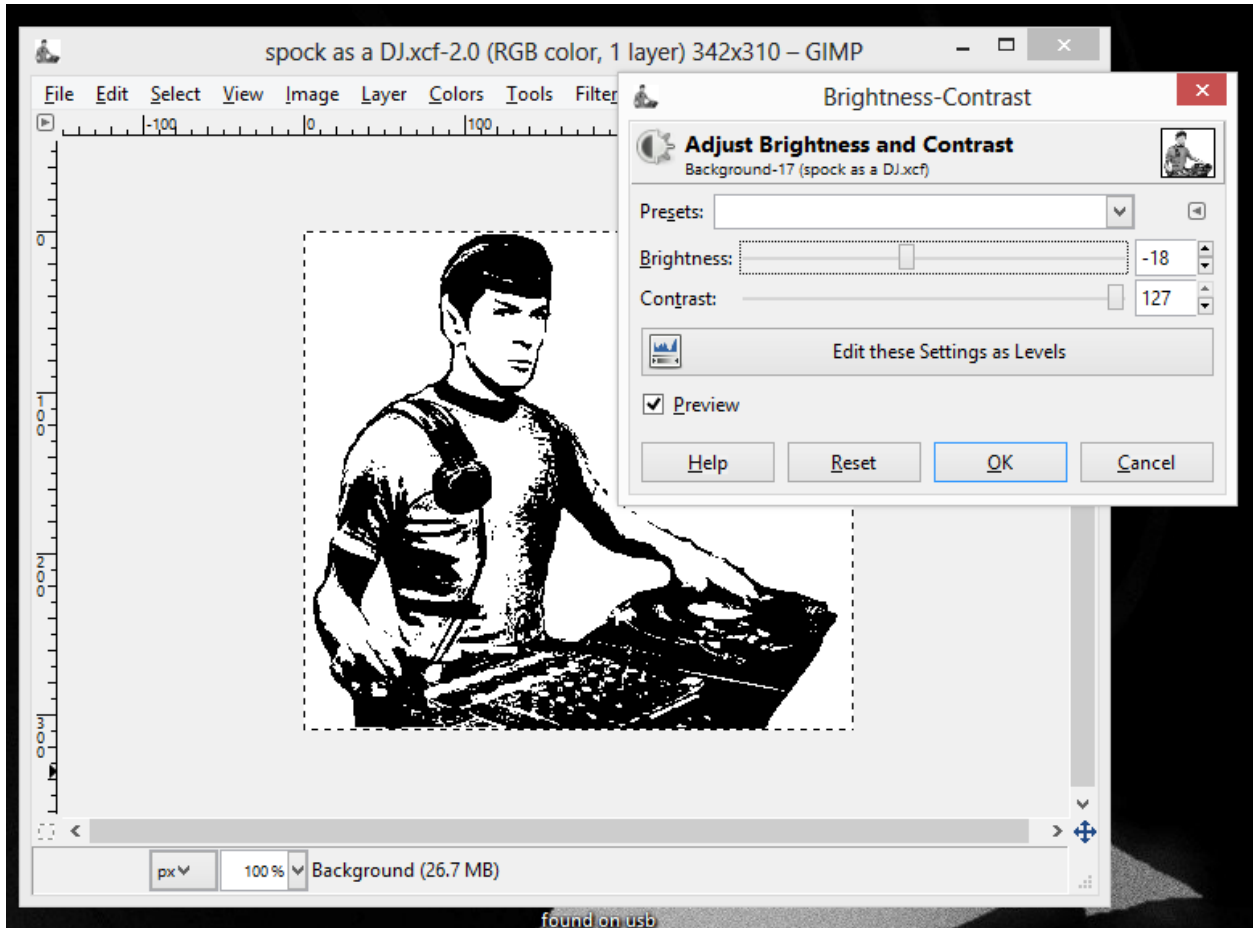 spock as a DJ.xcf-2.0 (RGB color, 1 layer) 342x310 – GIMP
File Edit Select View Image Layer Colors Tools Filter
-100 0 100
0
100
200
300
px 100 % Background (26.7 MB)
Brightness-Contrast
Adjust Brightness and Contrast
Background-17 (spock as a DJ.xcf)
Presets:
Brightness: -18
Contrast: 127
Edit these Settings as Levels
Preview
Help Reset OK Cancel
found on usb